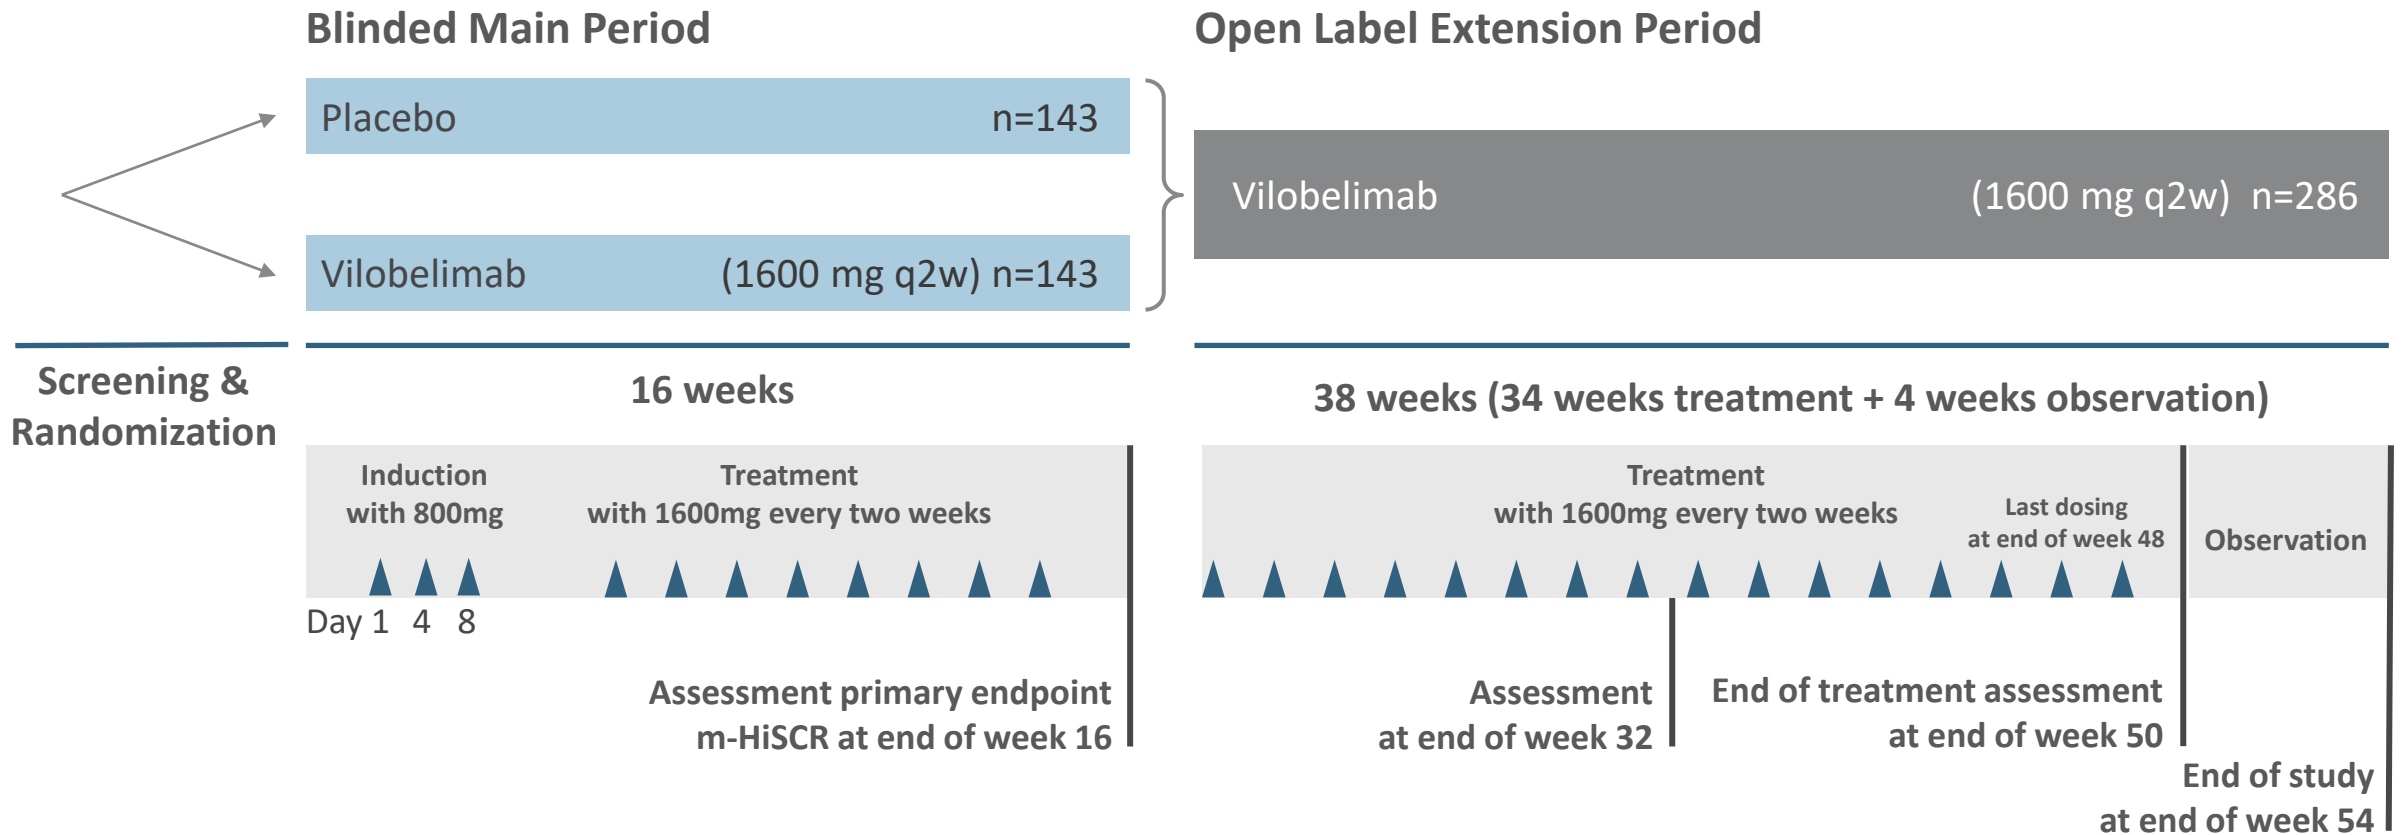 Blinded Main Period
Open Label Extension Period
Placebo n=143
Vilobelimab (1600 mg q2w) n=143
Vilobelimab (1600 mg q2w) n=286
Screening &
Randomization
16 weeks
38 weeks (34 weeks treatment + 4 weeks observation)
Induction
with 800mg
Treatment
with 1600mg every two weeks
Day 1 4 8
Assessment primary endpoint
m-HiSCR at end of week 16
Treatment
with 1600mg every two weeks
Last dosing
at end of week 48
Observation
Assessment
at end of week 32
End of treatment assessment
at end of week 50
End of study
at end of week 54